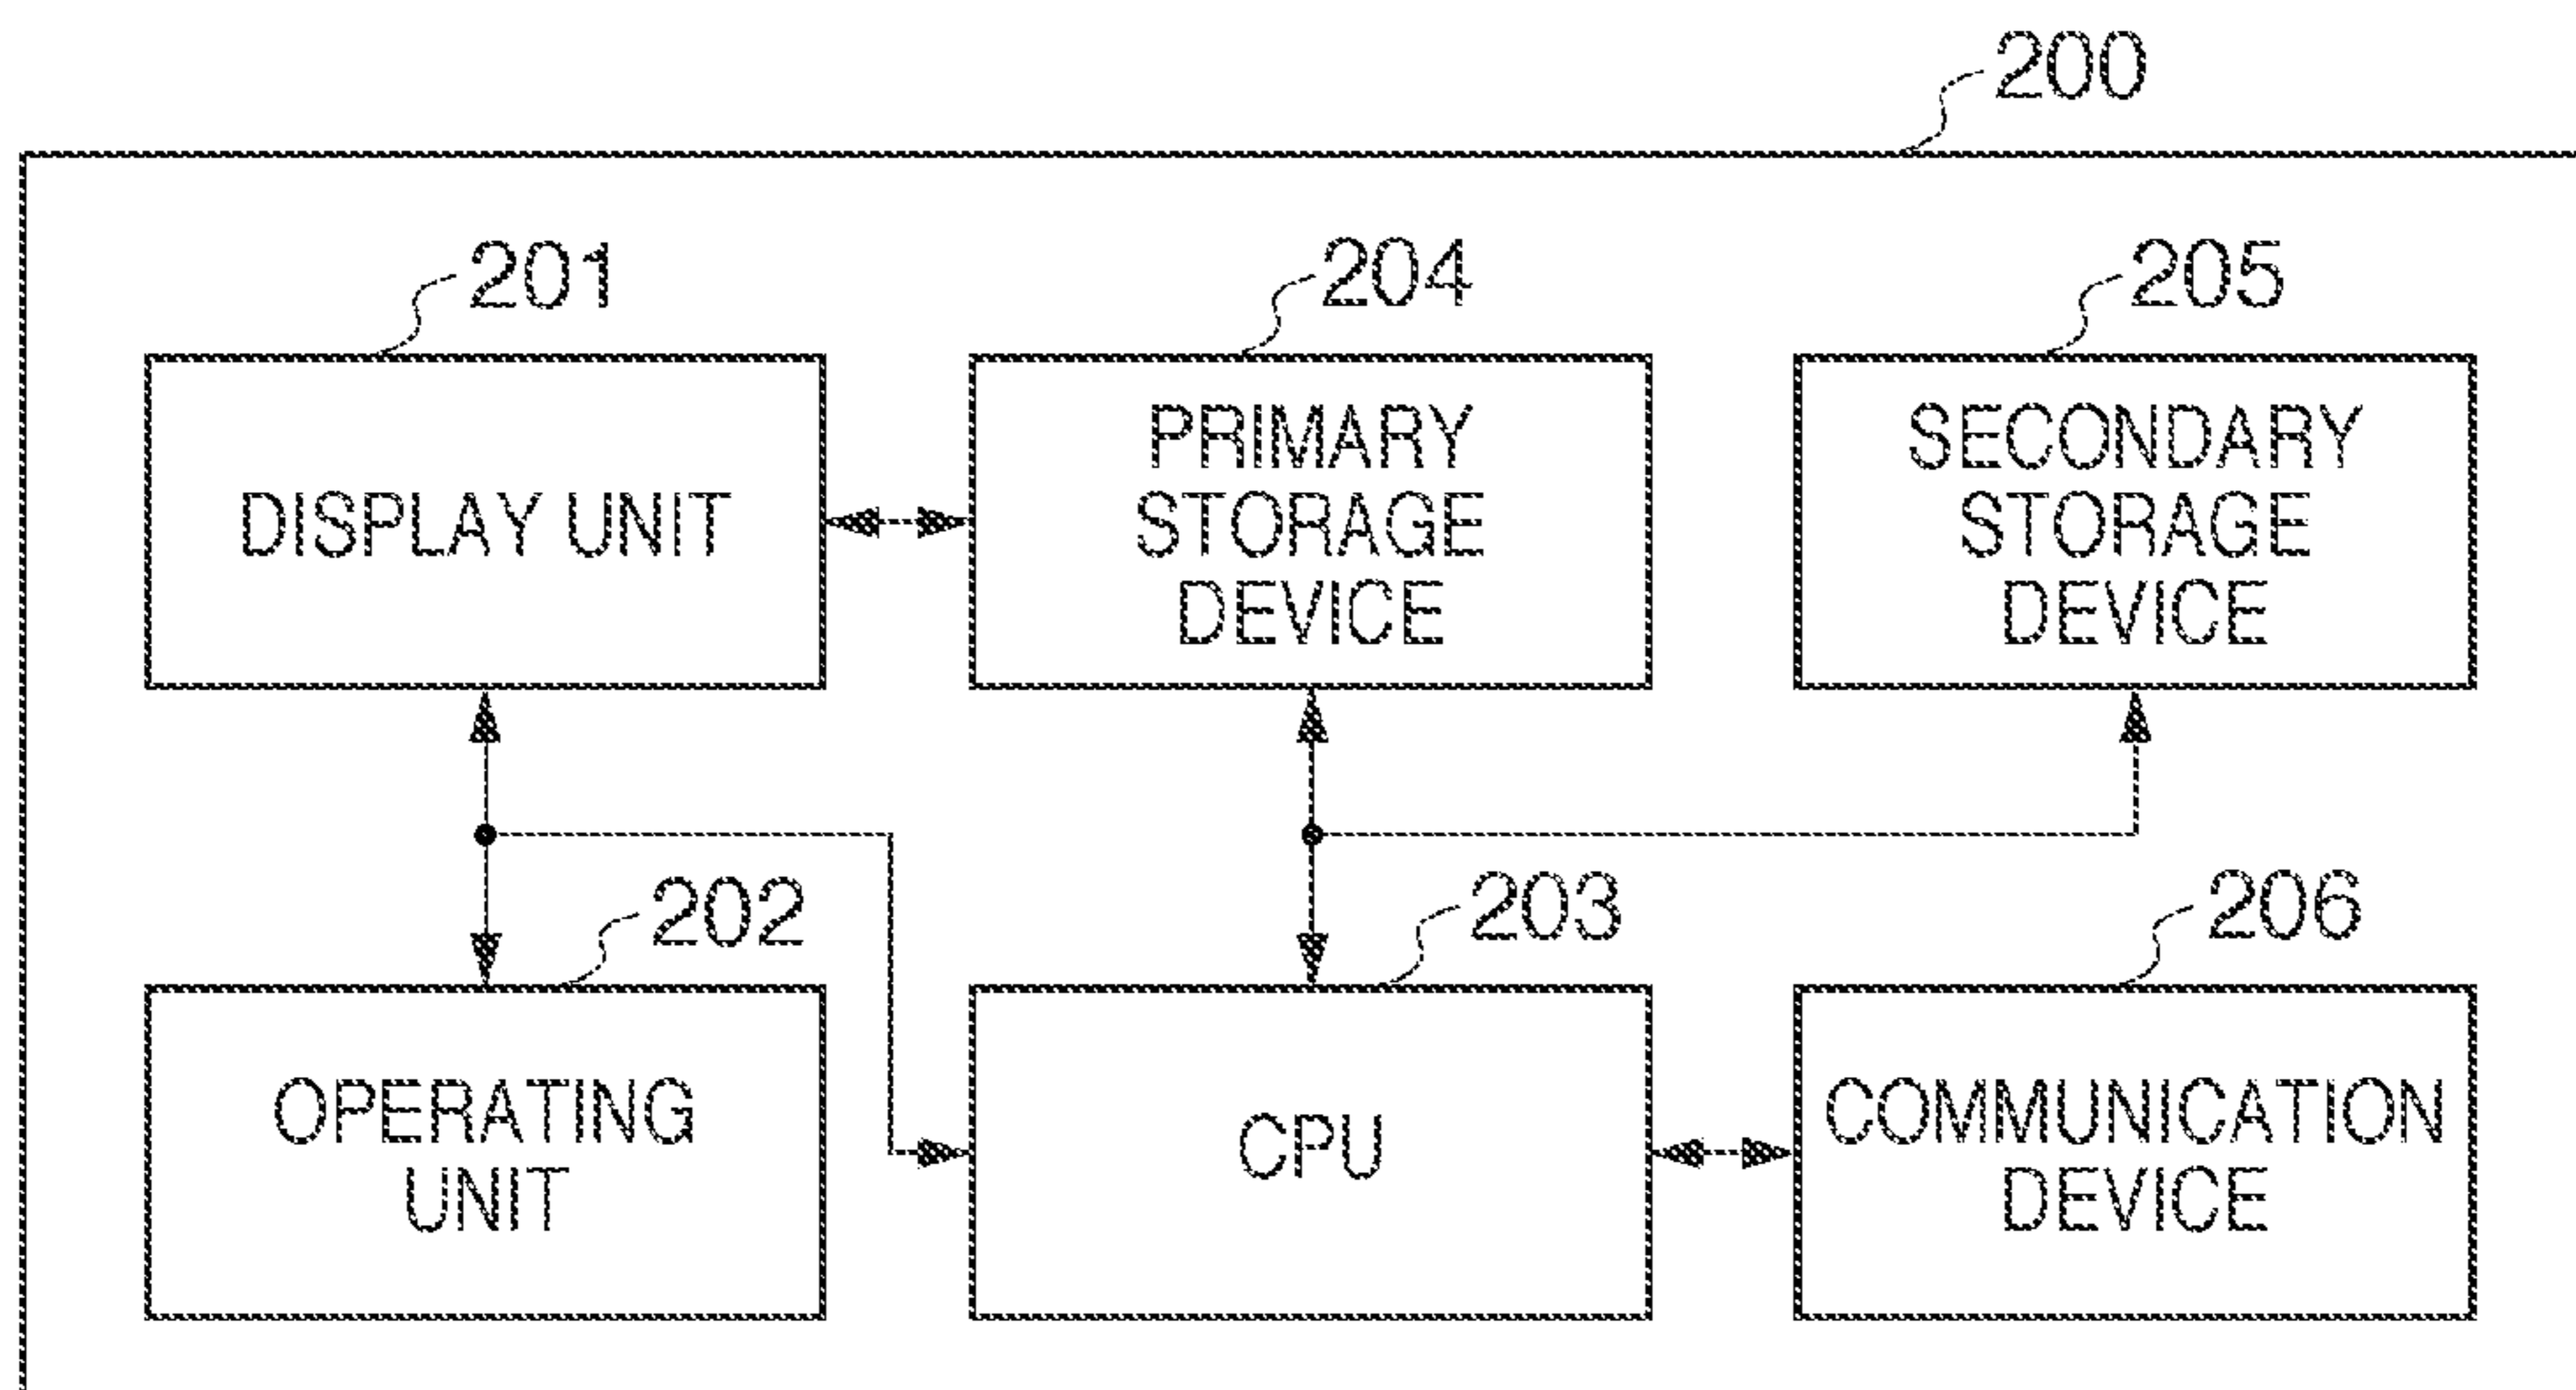 200
201
204
205
DISPLAY UNIT
PRIMARY
STORAGE
DEVICE
SECONDARY
STORAGE
DEVICE
202
203
206
OPERATING
UNIT
CPU
COMMUNICATION
DEVICE